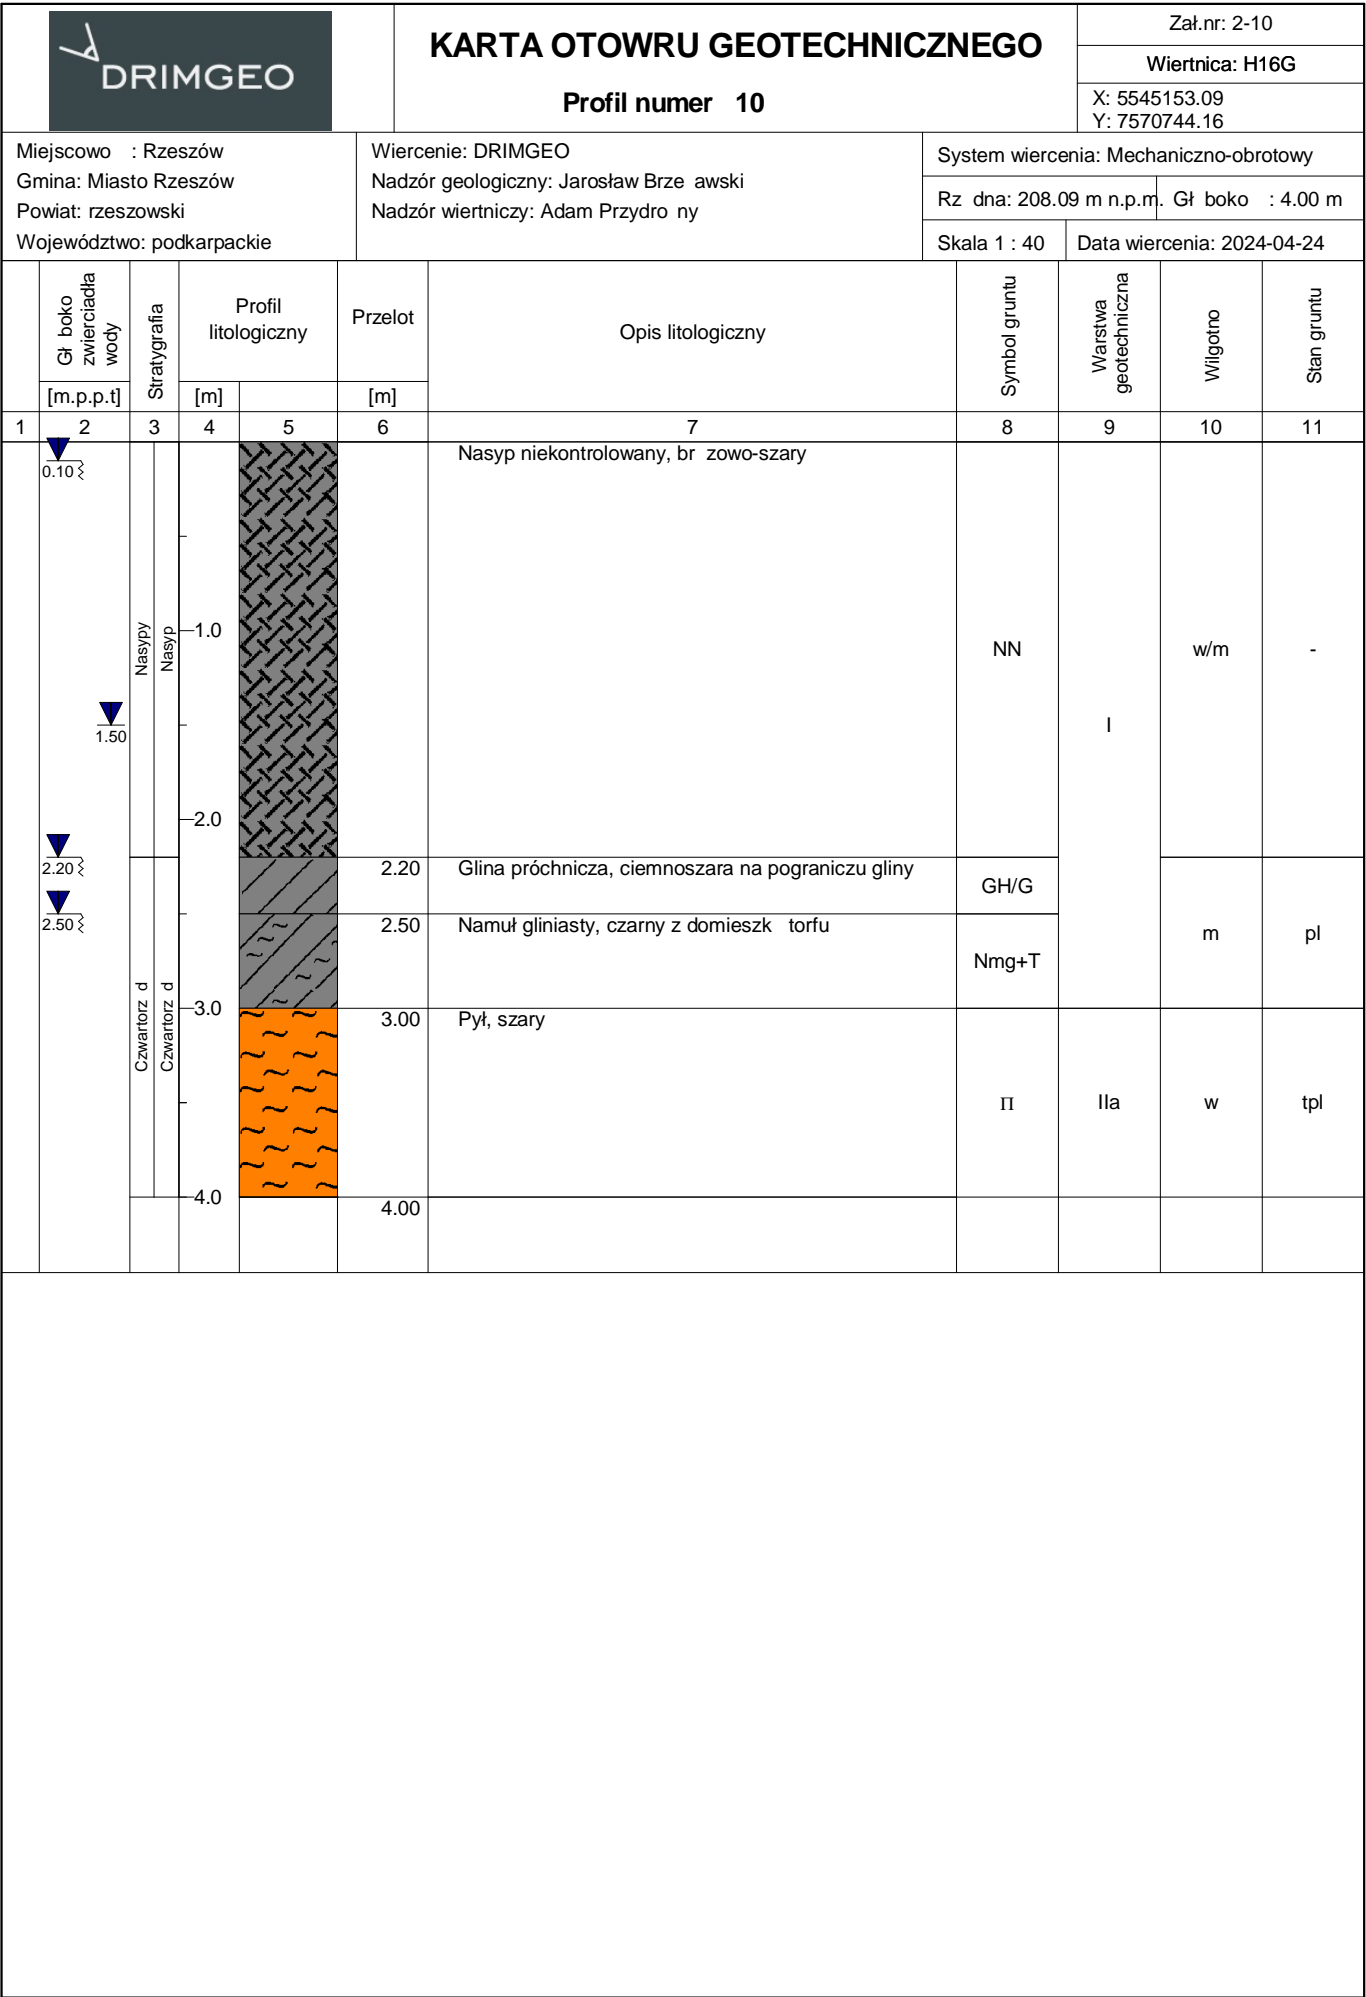 DRIMGEO
KARTA OTOWRU GEOTECHNICZNEGO
Profil numer 10
Zał.nr: 2-10
Wiertnica: H16G
X: 5545153.09
Y: 7570744.16
Miejscowo : Rzeszów
Gmina: Miasto Rzeszów
Powiat: rzeszowski
Województwo: podkarpackie
Wiercenie: DRIMGEO
Nadzór geologiczny: Jarosław Brze awski
Nadzór wiertniczy: Adam Przydro ny
System wiercenia: Mechaniczno-obrotowy
Rz dna: 208.09 m n.p.m. Gł boko : 4.00 m
Skala 1 : 40 Data wiercenia: 2024-04-24
Gł boko
zwierciadła
wody
[m.p.p.t]
Stratygrafia
Profil
litologiczny
[m]
Przelot
[m]
Opis litologiczny
Symbol gruntu
Warstwa
geotechniczna
Wilgotno
Stan gruntu
1 2 3 4 5 6 7 8 9 10 11
0.10
Nasyp niekontrolowany, br zowo-szary
Nasypy
Nasyp
1.0
NN
w/m
-
1.50
I
2.0
2.20
2.20 Glina próchnicza, ciemnoszara na pograniczu gliny
GH/G
2.50
2.50 Namuł gliniasty, czarny z domieszk torfu
Nmg+T
m
pl
Czwartorz d
Czwartorz d
3.0
3.00 Pył, szary
П
IIa
w
tpl
4.0
4.00